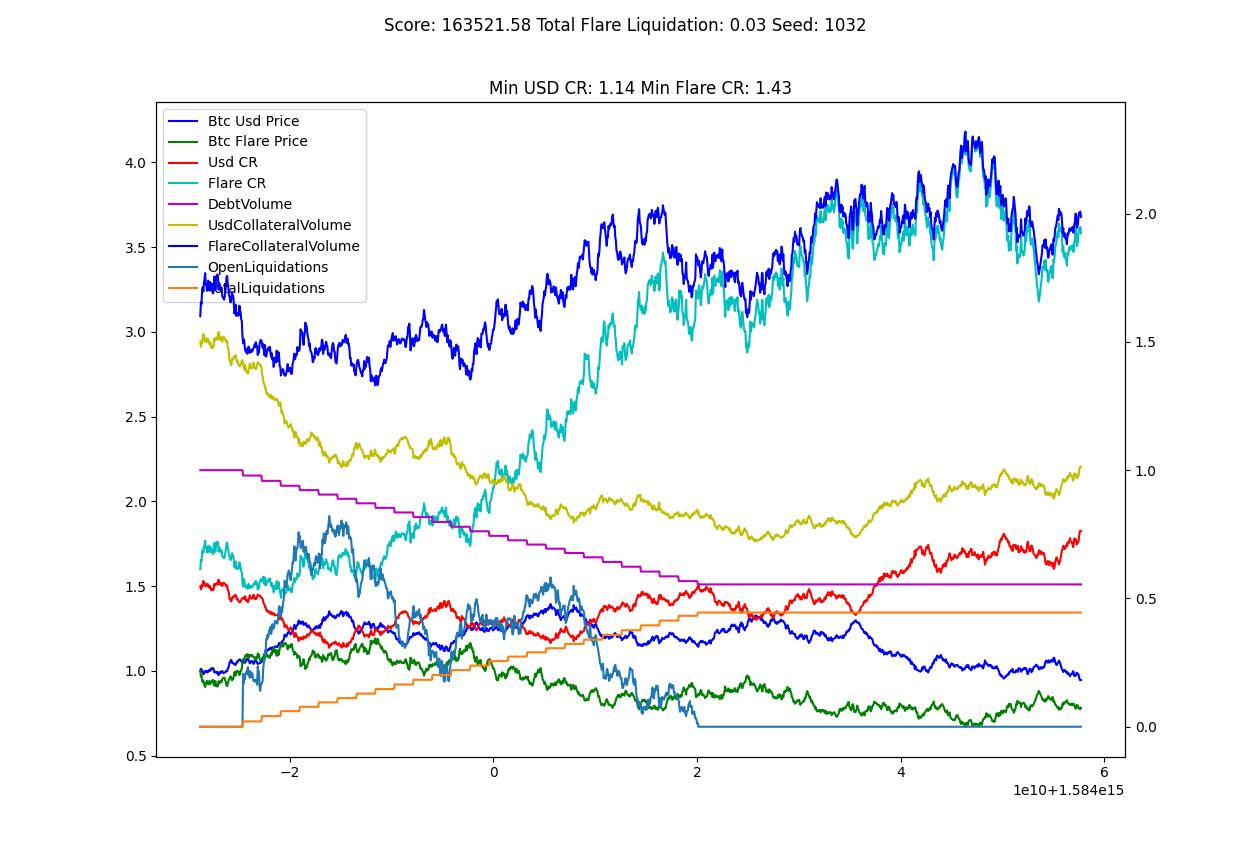 Score: 163521.58 Total Flare Liquidation: 0.03 Seed: 1032
Min USD CR: 1.14 Min Flare CR: 1.43
Btc Usd Price
Btc Flare Price
Usd CR
Flare CR
DebtVolume
UsdCollateralVolume
FlareCollateralVolume
OpenLiquidations
TotalLiquidations
4.0
3.5
3.0
2.5
2.0
1.5
1.0
0.5
2.0
1.5
1.0
0.5
0.0
−2
0
2
4
6
1e10+1.584e15